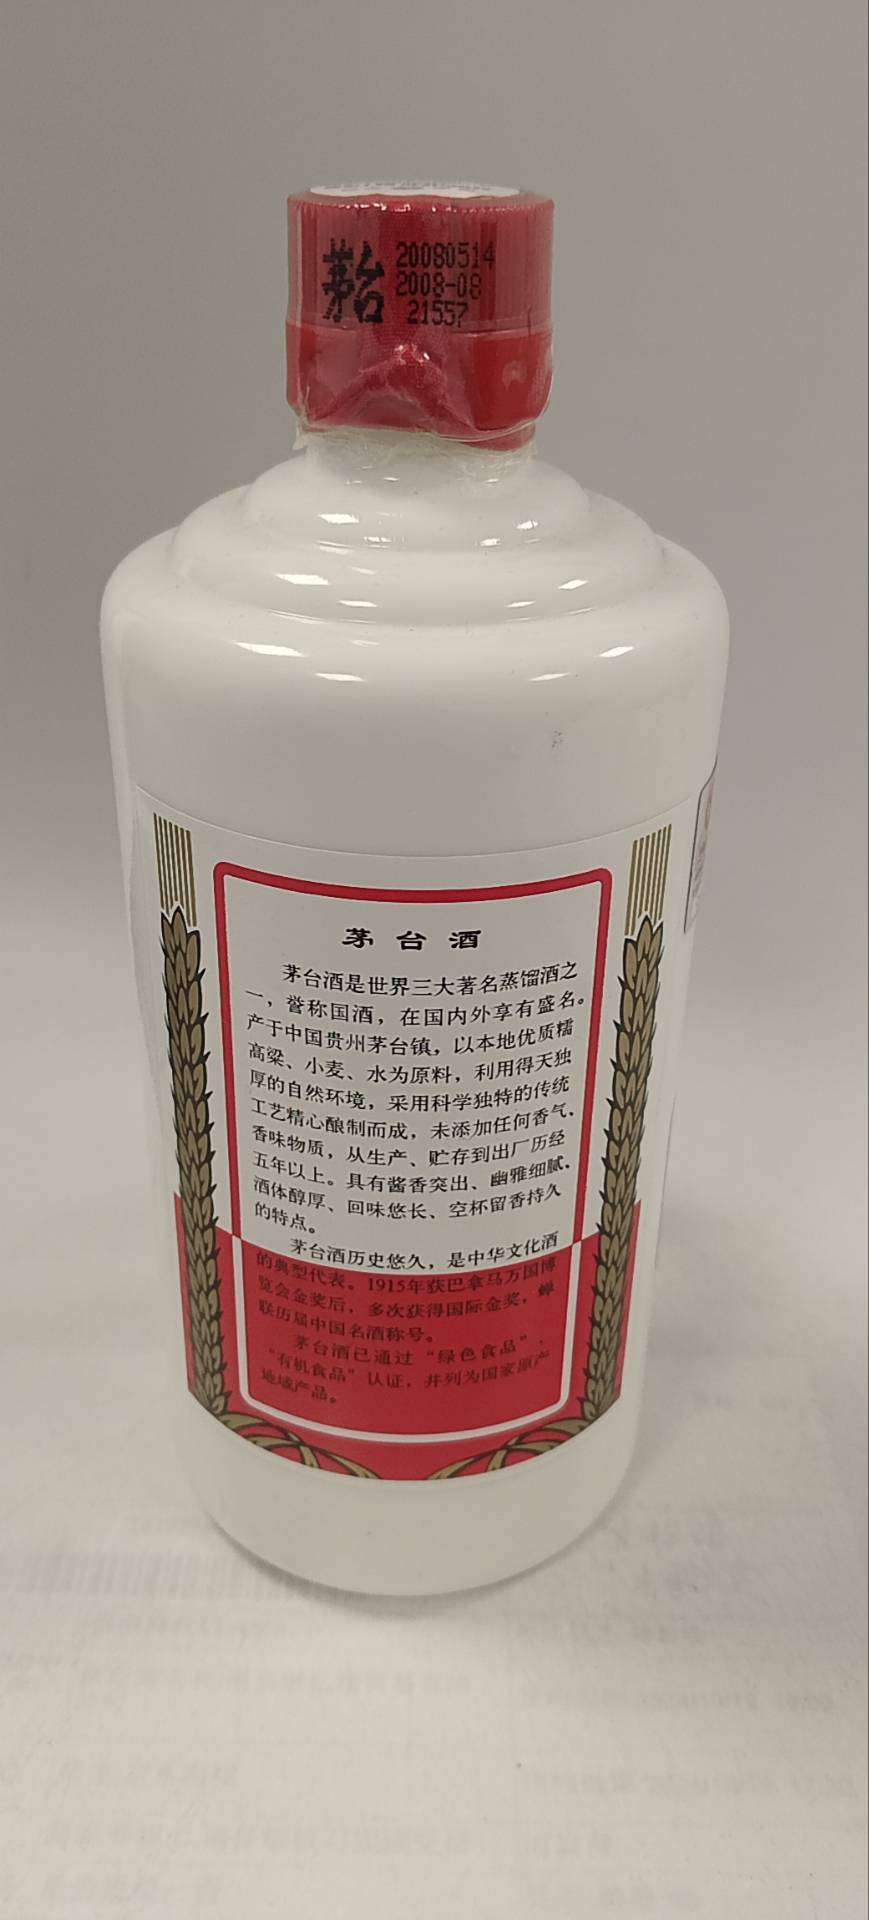 茅台
20080514
2008-08
21557
茅台酒
茅台酒是世界三大著名蒸馏酒之
一，誉称国酒，在国内外享有盛名。
产于中国贵州茅台镇，以本地优质糯
高粱、小麦、水为原料，利用得天独
厚的自然环境，采用科学独特的传统
工艺精心酿制而成，未添加任何香气、
香味物质，从生产、贮存到出厂历经
五年以上。具有酱香突出、幽雅细腻、
酒体醇厚、回味悠长、空杯留香持久
的特点。
茅台酒历史悠久，是中华文化酒
的典型代表。1915年获巴拿马万国博
览会金奖后，多次获得国际金奖，蝉
联历届中国名酒称号。
茅台酒已通过“绿色食品”、
“有机食品”认证，并列为国家原产
地域产品。